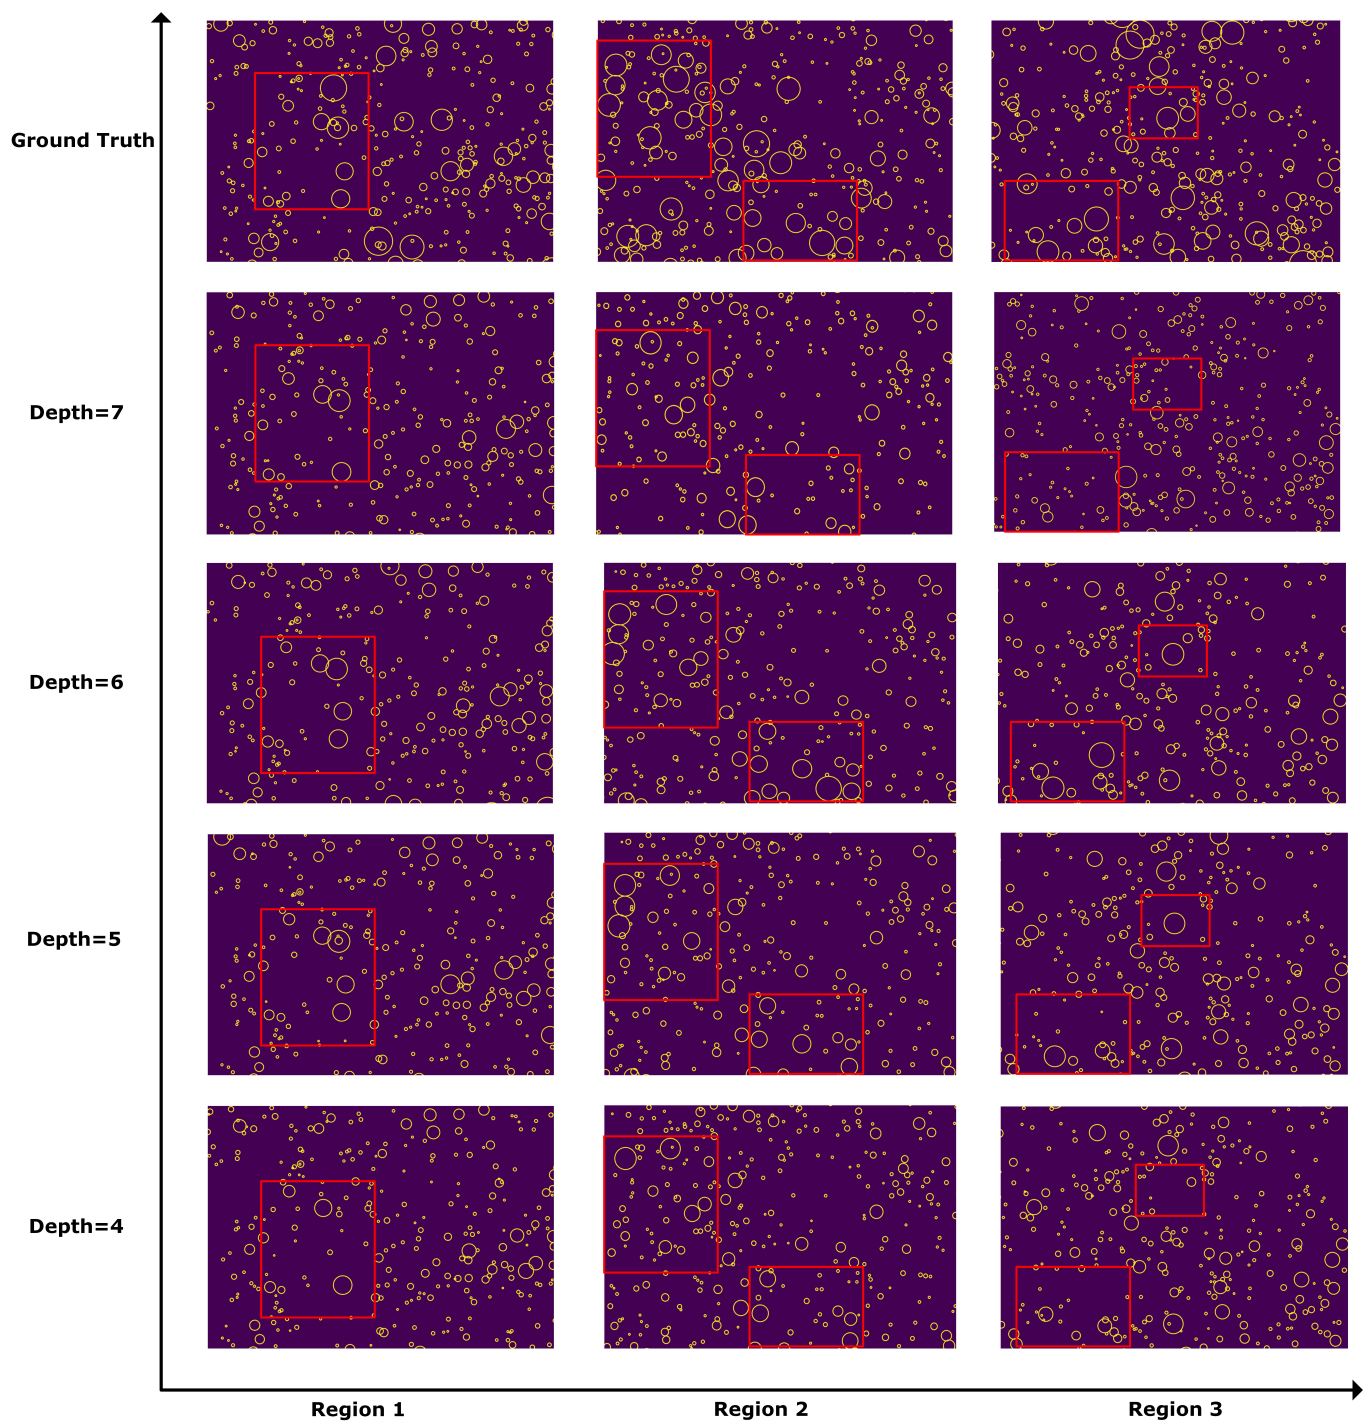 Ground Truth
Depth=7
Depth=6
Depth=5
Depth=4
Region 1
Region 2
Region 3